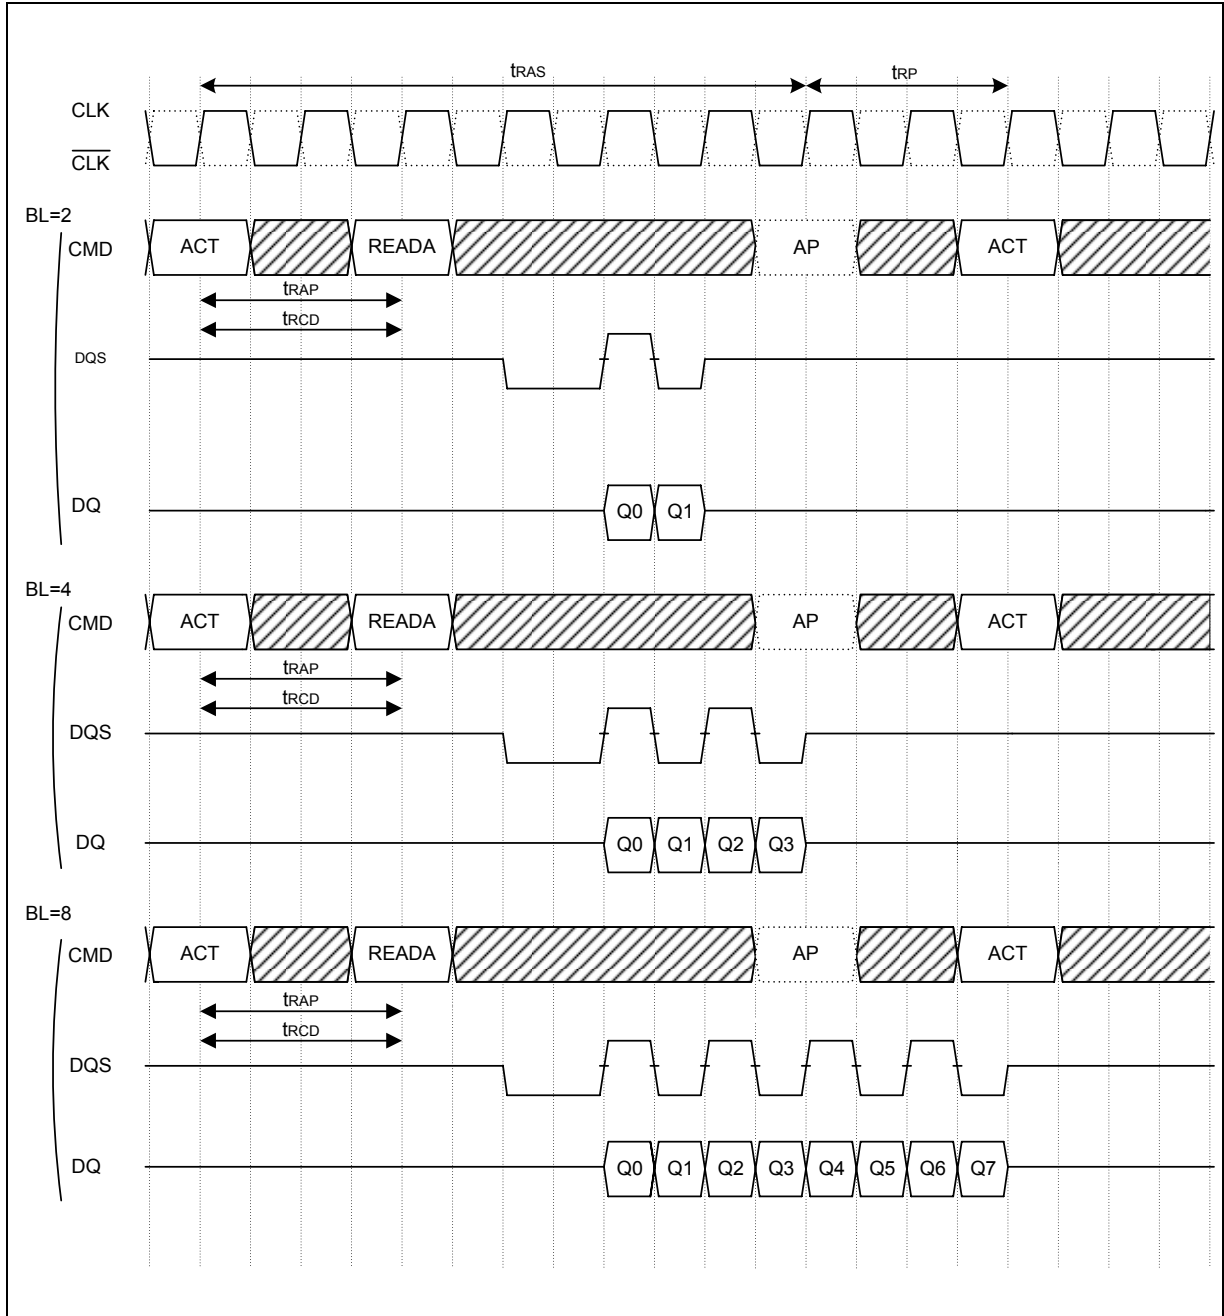 tRAS tRP
CLK
CLK
BL=2
CMD ACT READA AP ACT
tRAP
tRCD
DQS
DQ Q0 Q1
BL=4
CMD ACT READA AP ACT
tRAP
tRCD
DQS
DQ Q0 Q1 Q2 Q3
BL=8
CMD ACT READA AP ACT
tRAP
tRCD
DQS
DQ Q0 Q1 Q2 Q3 Q4 Q5 Q6 Q7